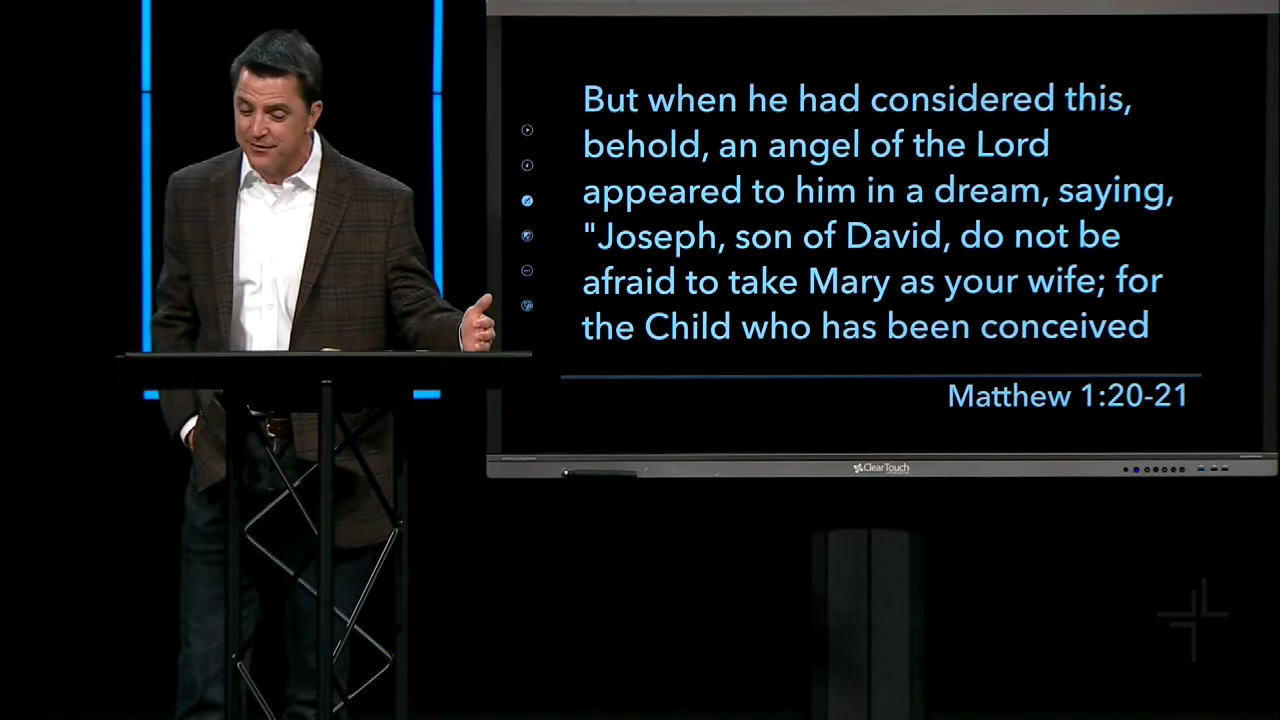 But when he had considered this,
behold, an angel of the Lord
appeared to him in a dream, saying,
"Joseph, son of David, do not be
afraid to take Mary as your wife; for
the Child who has been conceived
Matthew 1:20-21
ClearTouch